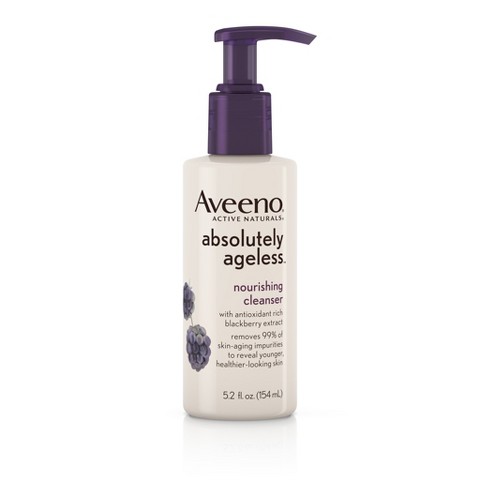 Aveeno®
ACTIVE NATURALS®
absolutely
ageless™
nourishing
cleanser
with antioxidant rich
blackberry extract
removes 99% of
skin-aging impurities
to reveal younger,
healthier-looking skin
5.2 fl. oz. (154 mL)